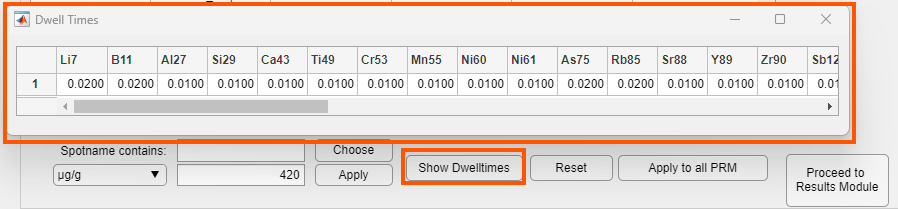 Dwell Times
Li7 B11 Al27 Si29 Ca43 Ti49 Cr53 Mn55 Ni60 Ni61 As75 Rb85 Sr88 Y89 Zr90 Sb12
1 0.0200 0.0200 0.0100 0.0100 0.0100 0.0100 0.0100 0.0100 0.0100 0.0100 0.0200 0.0100 0.0100 0.0100 0.0100 0.01
Spotname contains: Choose
µg/g 420 Apply Show Dwelltimes Reset Apply to all PRM
Proceed to
Results Module